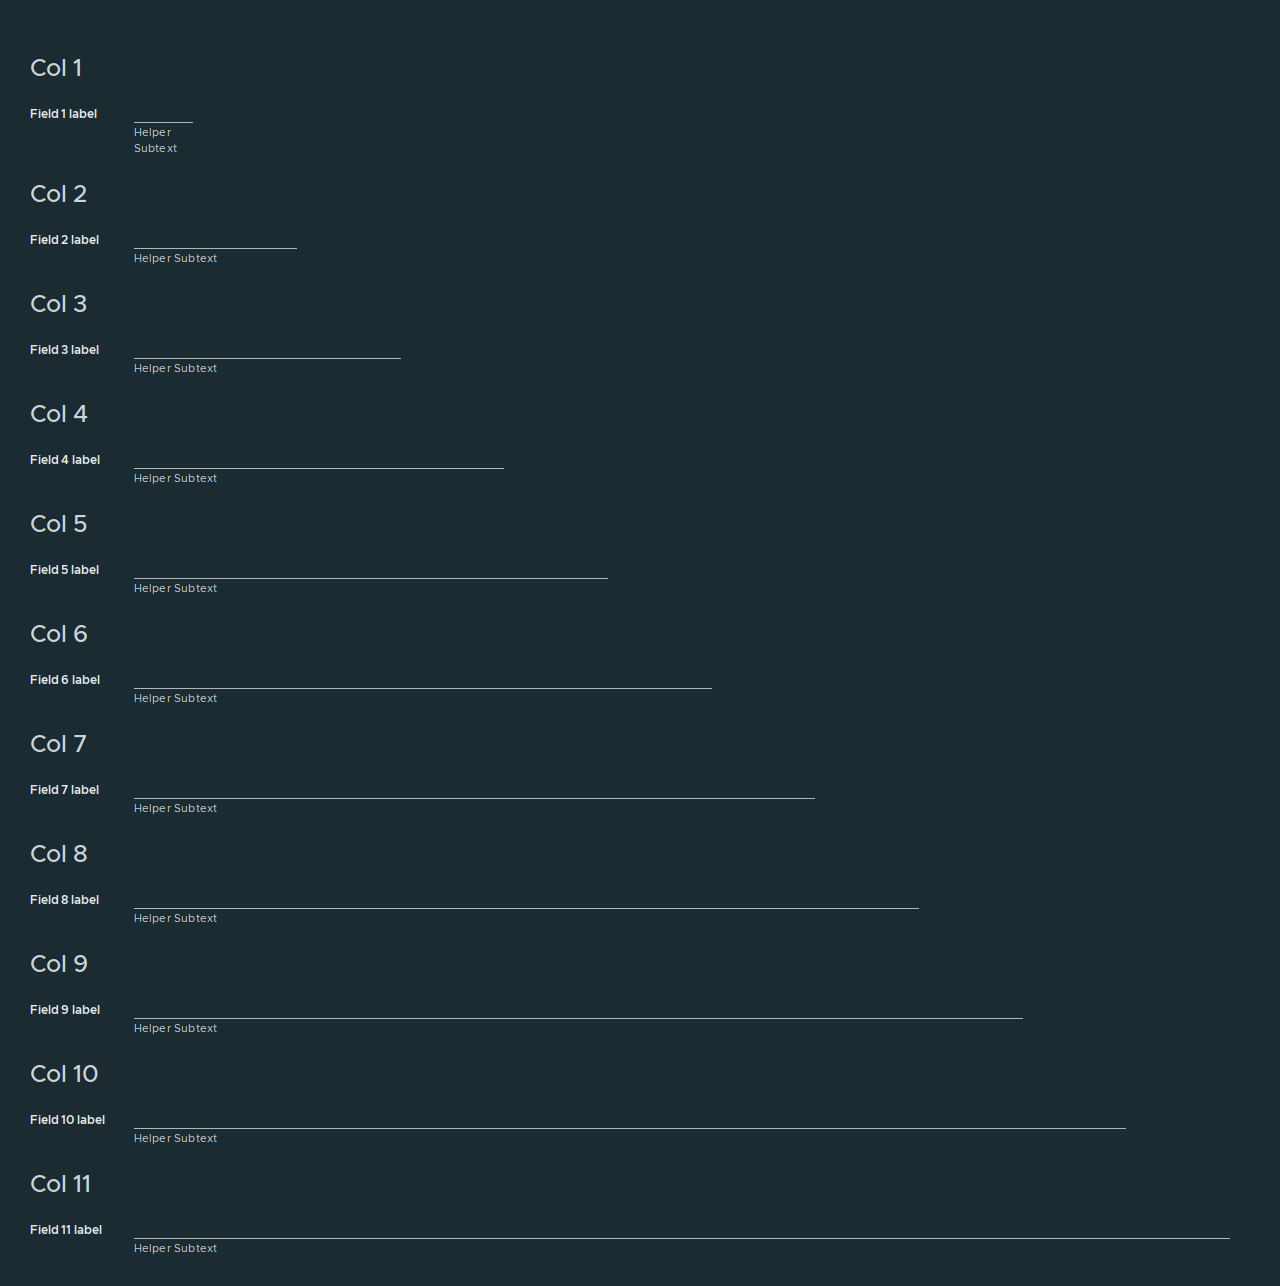 Col 1
Field 1 label
Helper
Subtext
Col 2
Field 2 label
Helper Subtext
Col 3
Field 3 label
Helper Subtext
Col 4
Field 4 label
Helper Subtext
Col 5
Field 5 label
Helper Subtext
Col 6
Field 6 label
Helper Subtext
Col 7
Field 7 label
Helper Subtext
Col 8
Field 8 label
Helper Subtext
Col 9
Field 9 label
Helper Subtext
Col 10
Field 10 label
Helper Subtext
Col 11
Field 11 label
Helper Subtext